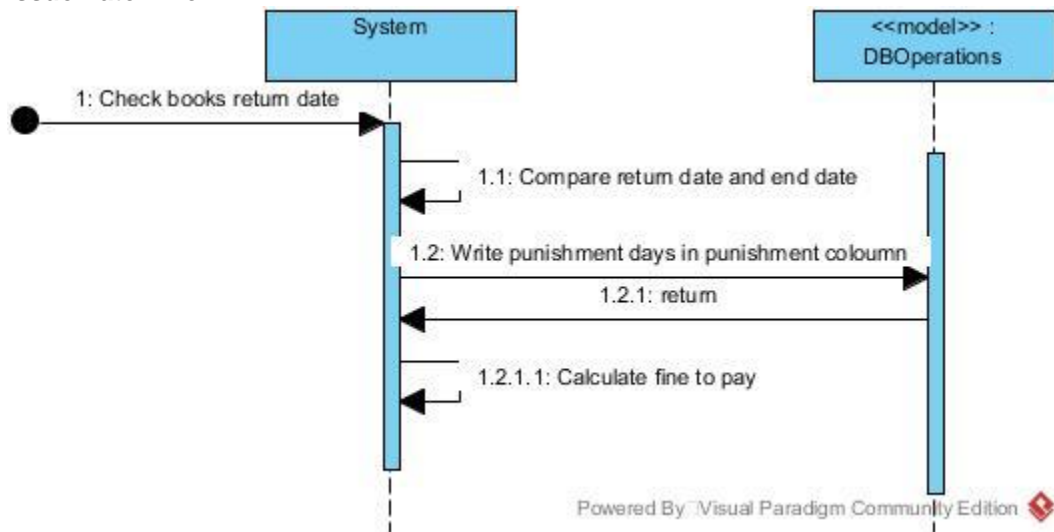 System
<<model>> :
DBOperations
1: Check books return date
1.1: Compare return date and end date
1.2: Write punishment days in punishment coloumn
1.2.1: return
1.2.1.1: Calculate fine to pay
Powered By Visual Paradigm Community Edition